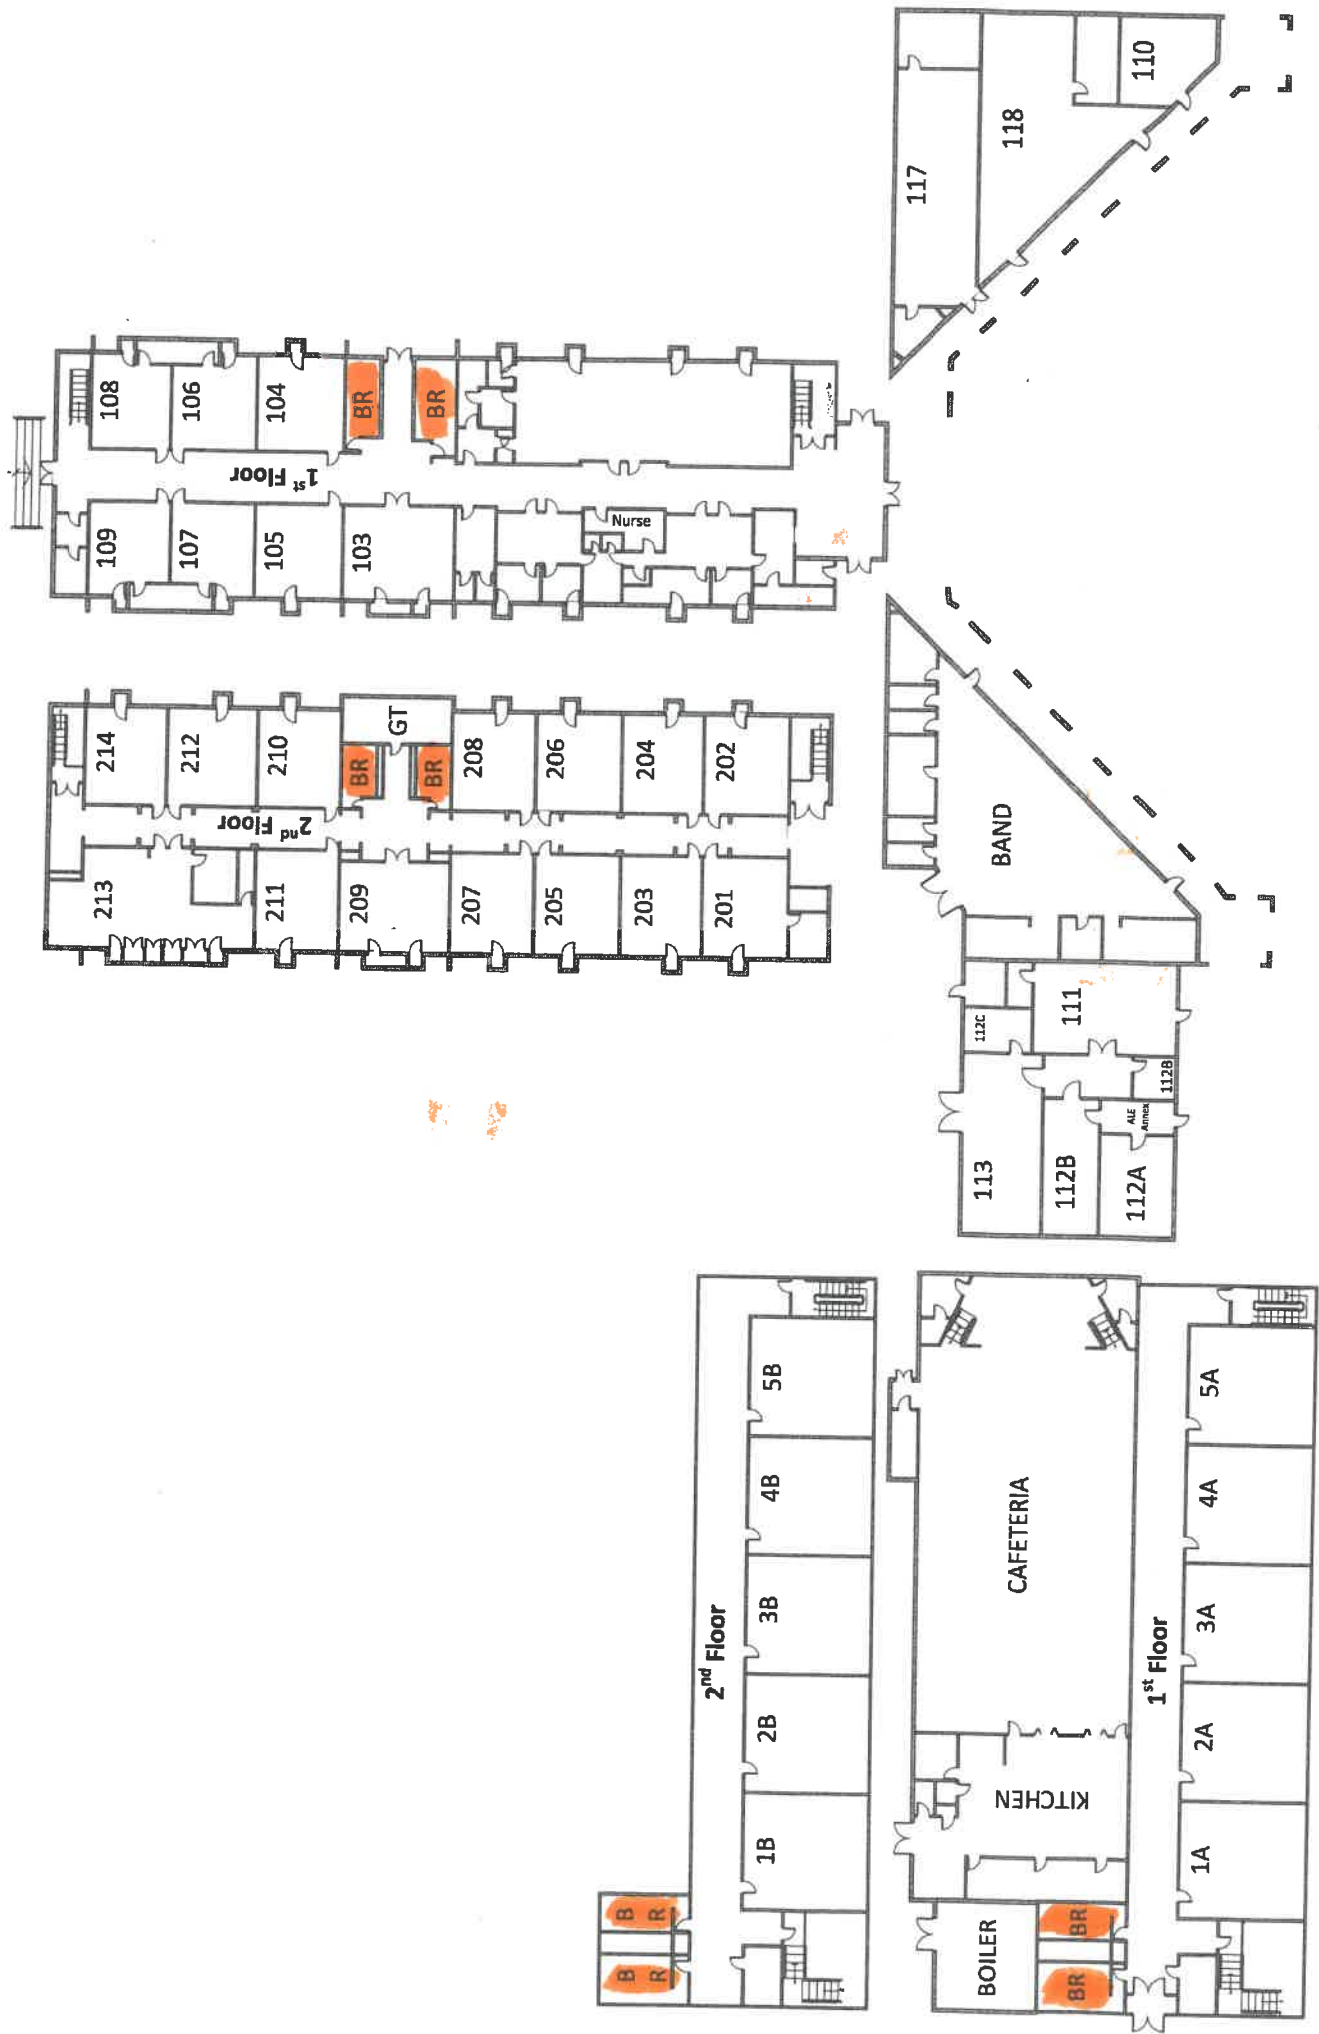 110
118
117
108
106
104
BR
BR
1st Floor
109
107
105
103
Nurse
214
212
210
GT
BR
BR
208
206
204
202
2nd Floor
213
211
209
207
205
203
201
BAND
111
112C
112B
ALE
Annex
113
112B
112A
2nd Floor
5B
4B
3B
2B
1B
B
R
B
R
CAFETERIA
KITCHEN
BOILER
BR
BR
1st Floor
5A
4A
3A
2A
1A